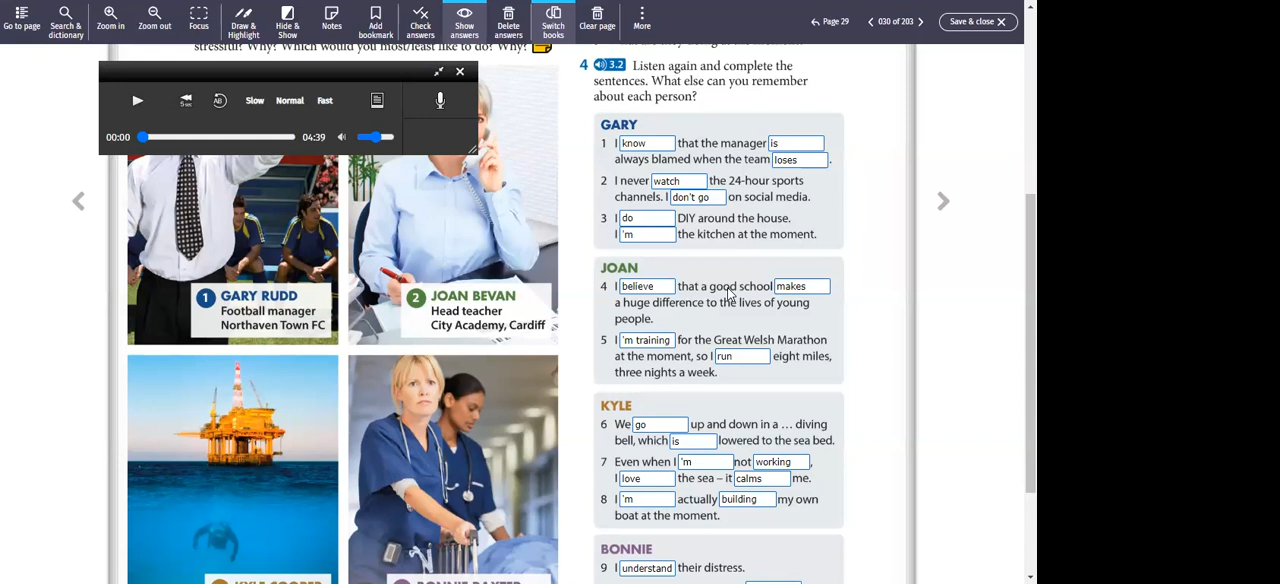 Go to page
Search & dictionary
Zoom in
Zoom out
Focus
Draw & Highlight
Hide & Show
Notes
Add bookmark
Check answers
Show answers
Delete answers
Switch books
Clear page
More
Page 29
030 of 203
Save & close
stressful? Why? Which would you most/least like to do? Why?
AB
Slow
Normal
Fast
00:00
04:39
1 GARY RUDD
Football manager
Northaven Town FC
2 JOAN BEVAN
Head teacher
City Academy, Cardiff
KYLE COOPER
BONNIE BAXTER
4 3.2 Listen again and complete the
sentences. What else can you remember
about each person?
GARY
1 I know that the manager is
always blamed when the team loses .
2 I never watch the 24-hour sports
channels. I don't go on social media.
3 I do DIY around the house.
I 'm the kitchen at the moment.
JOAN
4 I believe that a good school makes
a huge difference to the lives of young
people.
5 I 'm training for the Great Welsh Marathon
at the moment, so I run eight miles,
three nights a week.
KYLE
6 We go up and down in a … diving
bell, which is lowered to the sea bed.
7 Even when I 'm not working ,
I love the sea – it calms me.
8 I 'm actually building my own
boat at the moment.
BONNIE
9 I understand their distress.